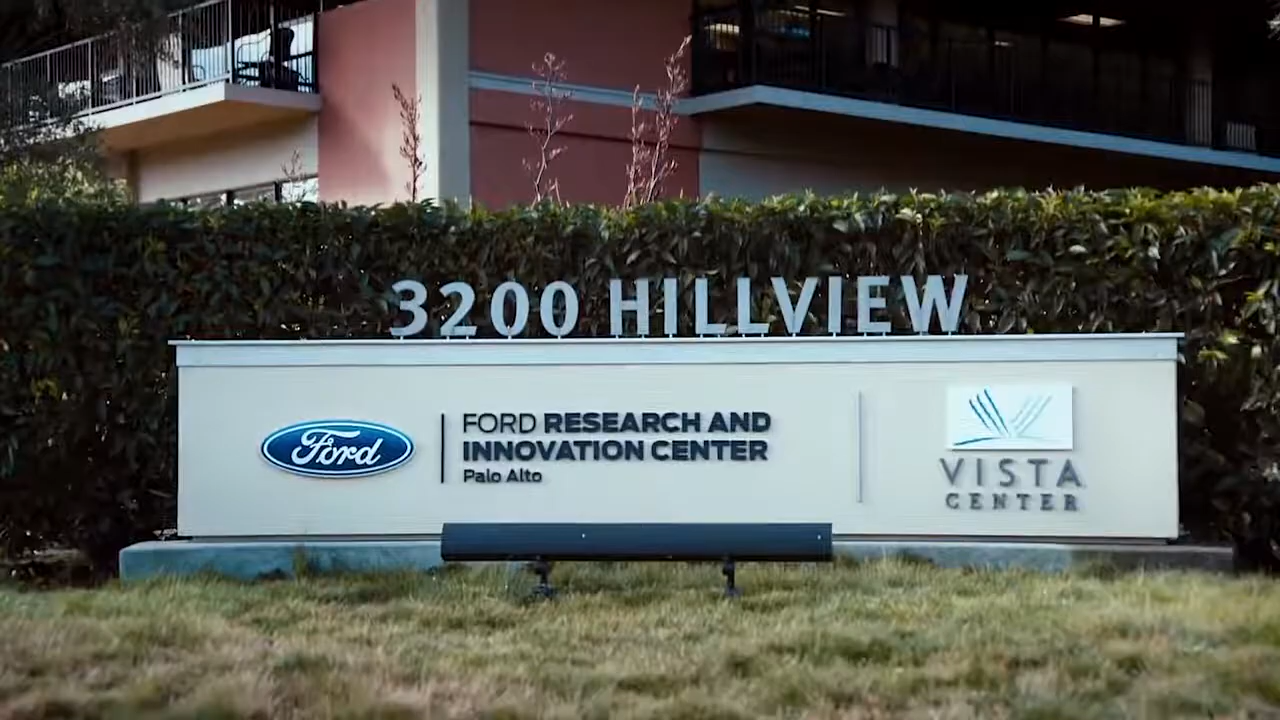 3200 HILLVIEW
Ford
FORD RESEARCH AND
INNOVATION CENTER
Palo Alto
VISTA
CENTER